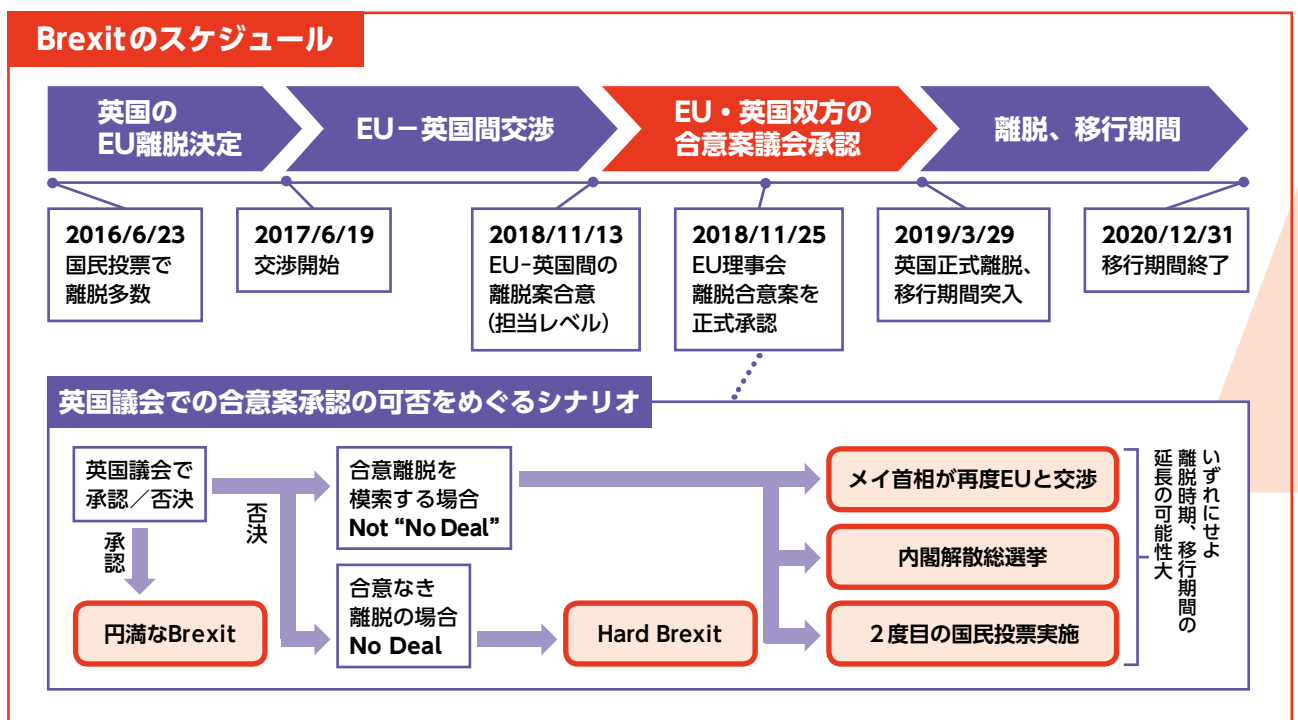 Brexitのスケジュール
英国の
EU離脱決定
EU－英国間交渉
EU・英国双方の
合意案議会承認
離脱、移行期間
2016/6/23
国民投票で
離脱多数
2017/6/19
交渉開始
2018/11/13
EU-英国間の
離脱案合意
(担当レベル)
2018/11/25
EU理事会
離脱合意案を
正式承認
2019/3/29
英国正式離脱、
移行期間突入
2020/12/31
移行期間終了
英国議会での合意案承認の可否をめぐるシナリオ
英国議会で
承認／否決
承認
否決
円満なBrexit
合意離脱を
模索する場合
Not “No Deal”
合意なき
離脱の場合
No Deal
Hard Brexit
メイ首相が再度EUと交渉
内閣解散総選挙
２度目の国民投票実施
いずれにせよ
離脱時期、移行期間の
延長の可能性大